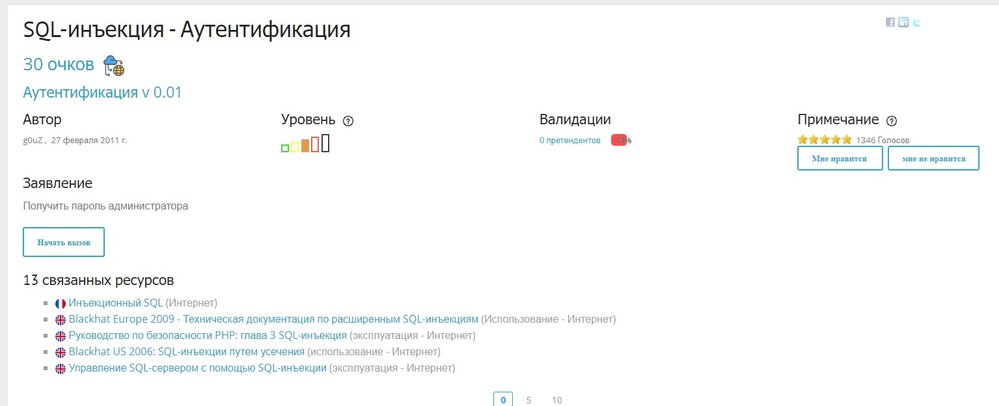 SQL-инъекция - Аутентификация
30 очков
Аутентификация v 0.01
Автор
Уровень
Валидации
Примечание
g0uZ , 27 февраля 2011 г.
0 претендентов 13%
1346 Голосов
Мне нравится
мне не нравится
Заявление
Получить пароль администратора
Начать вызов
13 связанных ресурсов
Инъекционный SQL (Интернет)
Blackhat Europe 2009 - Техническая документация по расширенным SQL-инъекциям (Использование - Интернет)
Руководство по безопасности PHP: глава 3 SQL-инъекция (эксплуатация - Интернет)
Blackhat US 2006: SQL-инъекции путем усечения (использование - Интернет)
Управление SQL-сервером с помощью SQL-инъекции (эксплуатация - Интернет)
0 5 10